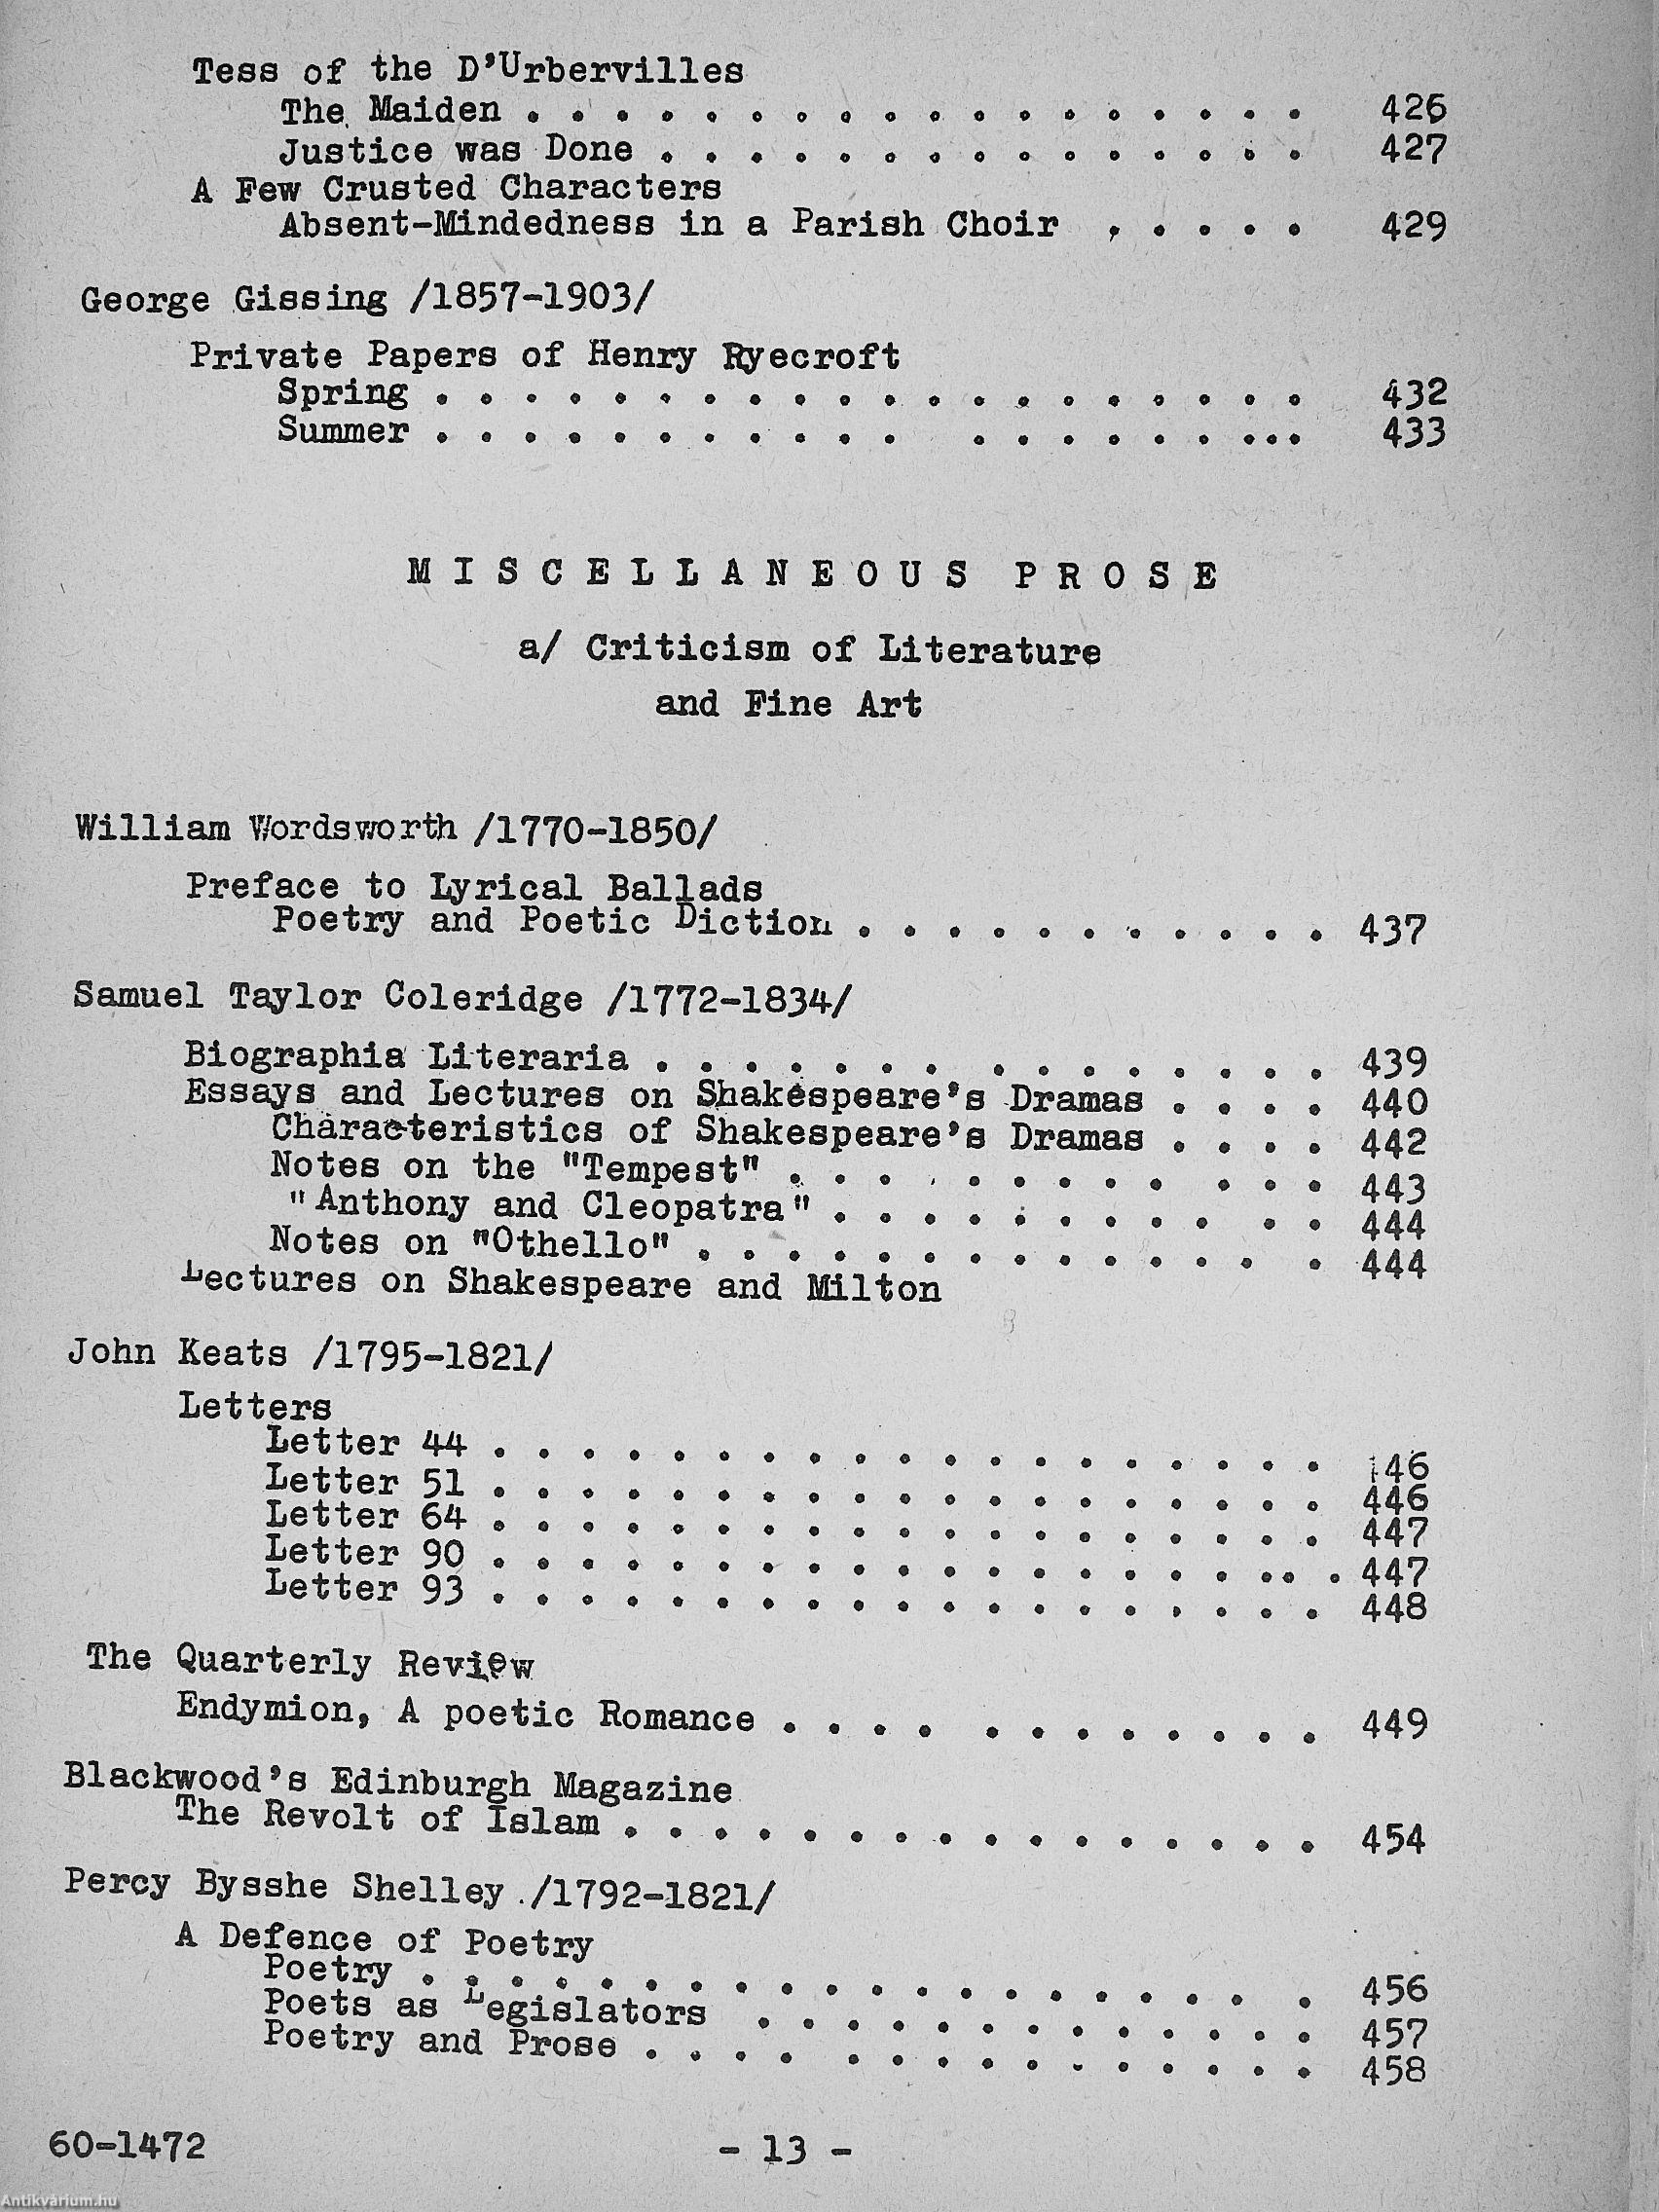 Tess of the D'Urbervilles
The Maiden . . . . . . . . . . . . . . . . . . 426
Justice was Done . . . . . . . . . . . . . . . 427
A Few Crusted Characters
Absent-Mindedness in a Parish Choir , . . . . 429
George Gissing /1857-1903/
Private Papers of Henry Ryecroft
Spring . . . . . . . . . . . . . . . . . . . . 432
Summer . . . . . . . . . . . . . . . . . . ... 433
MISCELLANEOUS PROSE
a/ Criticism of Literature
and Fine Art
William Wordsworth /1770-1850/
Preface to Lyrical Ballads
Poetry and Poetic Diction . . . . . . . . . . . 437
Samuel Taylor Coleridge /1772-1834/
Biographia Literaria . . . . . . . . . . . . . . . 439
Essays and Lectures on Shakespeare's Dramas . . . . 440
Characteristics of Shakespeare's Dramas . . . . 442
Notes on the "Tempest" . . . . . . . . . . . . 443
"Anthony and Cleopatra" . . . . . . . . . . . 444
Notes on "Othello" . . . . . . . . . . . . . . 444
Lectures on Shakespeare and Milton
John Keats /1795-1821/
Letters
Letter 44 . . . . . . . . . . . . . . . . . . . 446
Letter 51 . . . . . . . . . . . . . . . . . . . 446
Letter 64 . . . . . . . . . . . . . . . . . . . 447
Letter 90 . . . . . . . . . . . . . . . . . .. . 447
Letter 93 . . . . . . . . . . . . . . . . . . . 448
The Quarterly Review
Endymion, A poetic Romance . . . . . . . . . . . . 449
Blackwood's Edinburgh Magazine
The Revolt of Islam . . . . . . . . . . . . . . . . 454
Percy Bysshe Shelley ./1792-1821/
A Defence of Poetry
Poetry . . . . . . . . . . . . . . . . . . . . 456
Poets as Legislators . . . . . . . . . . . . . 457
Poetry and Prose . . . . . . . . . . . . . . . 458
60-1472 - 13 -
Antikvárium.hu